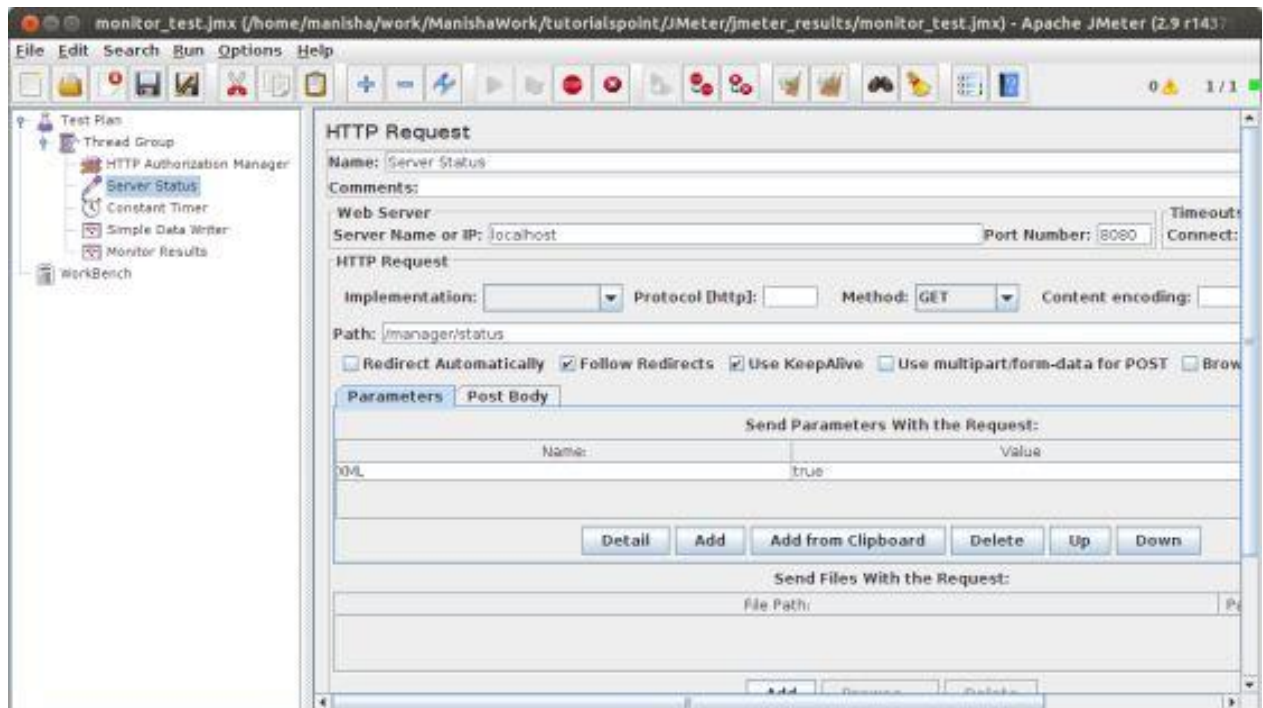 monitor_test.jmx (/home/manisha/work/ManishaWork/tutorialspoint/JMeter/jmeter_results/monitor_test.jmx) - Apache JMeter (2.9 r1437
File Edit Search Run Options Help
0 1 / 1
Test Plan
Thread Group
HTTP Authorization Manager
Server Status
Constant Timer
Simple Data Writer
Monitor Results
WorkBench
HTTP Request
Name: Server Status
Comments:
Web Server Timeouts
Server Name or IP: localhost Port Number: 8080 Connect:
HTTP Request
Implementation: Protocol [http]: Method: GET Content encoding:
Path: /manager/status
Redirect Automatically Follow Redirects Use KeepAlive Use multipart/form-data for POST Brow
Parameters Post Body
Send Parameters With the Request:
Name: Value
XML true
Detail Add Add from Clipboard Delete Up Down
Send Files With the Request:
File Path: Pa
Add